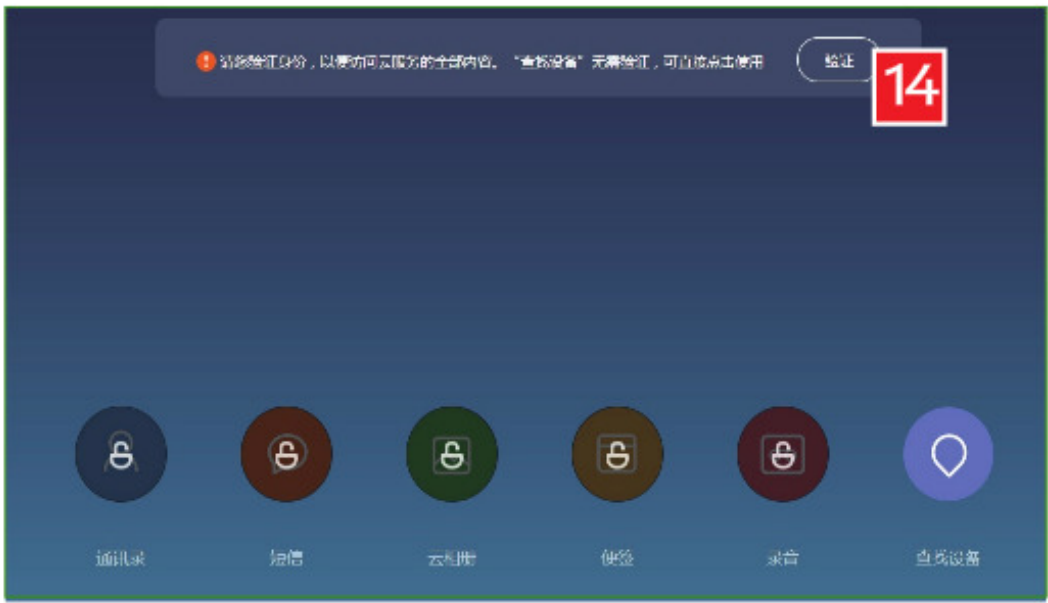 请您验证身份，以便访问云服务的全部内容。“查找设备”无需验证，可直接点击使用
验证
14
通讯录
短信
云相册
便签
录音
查找设备